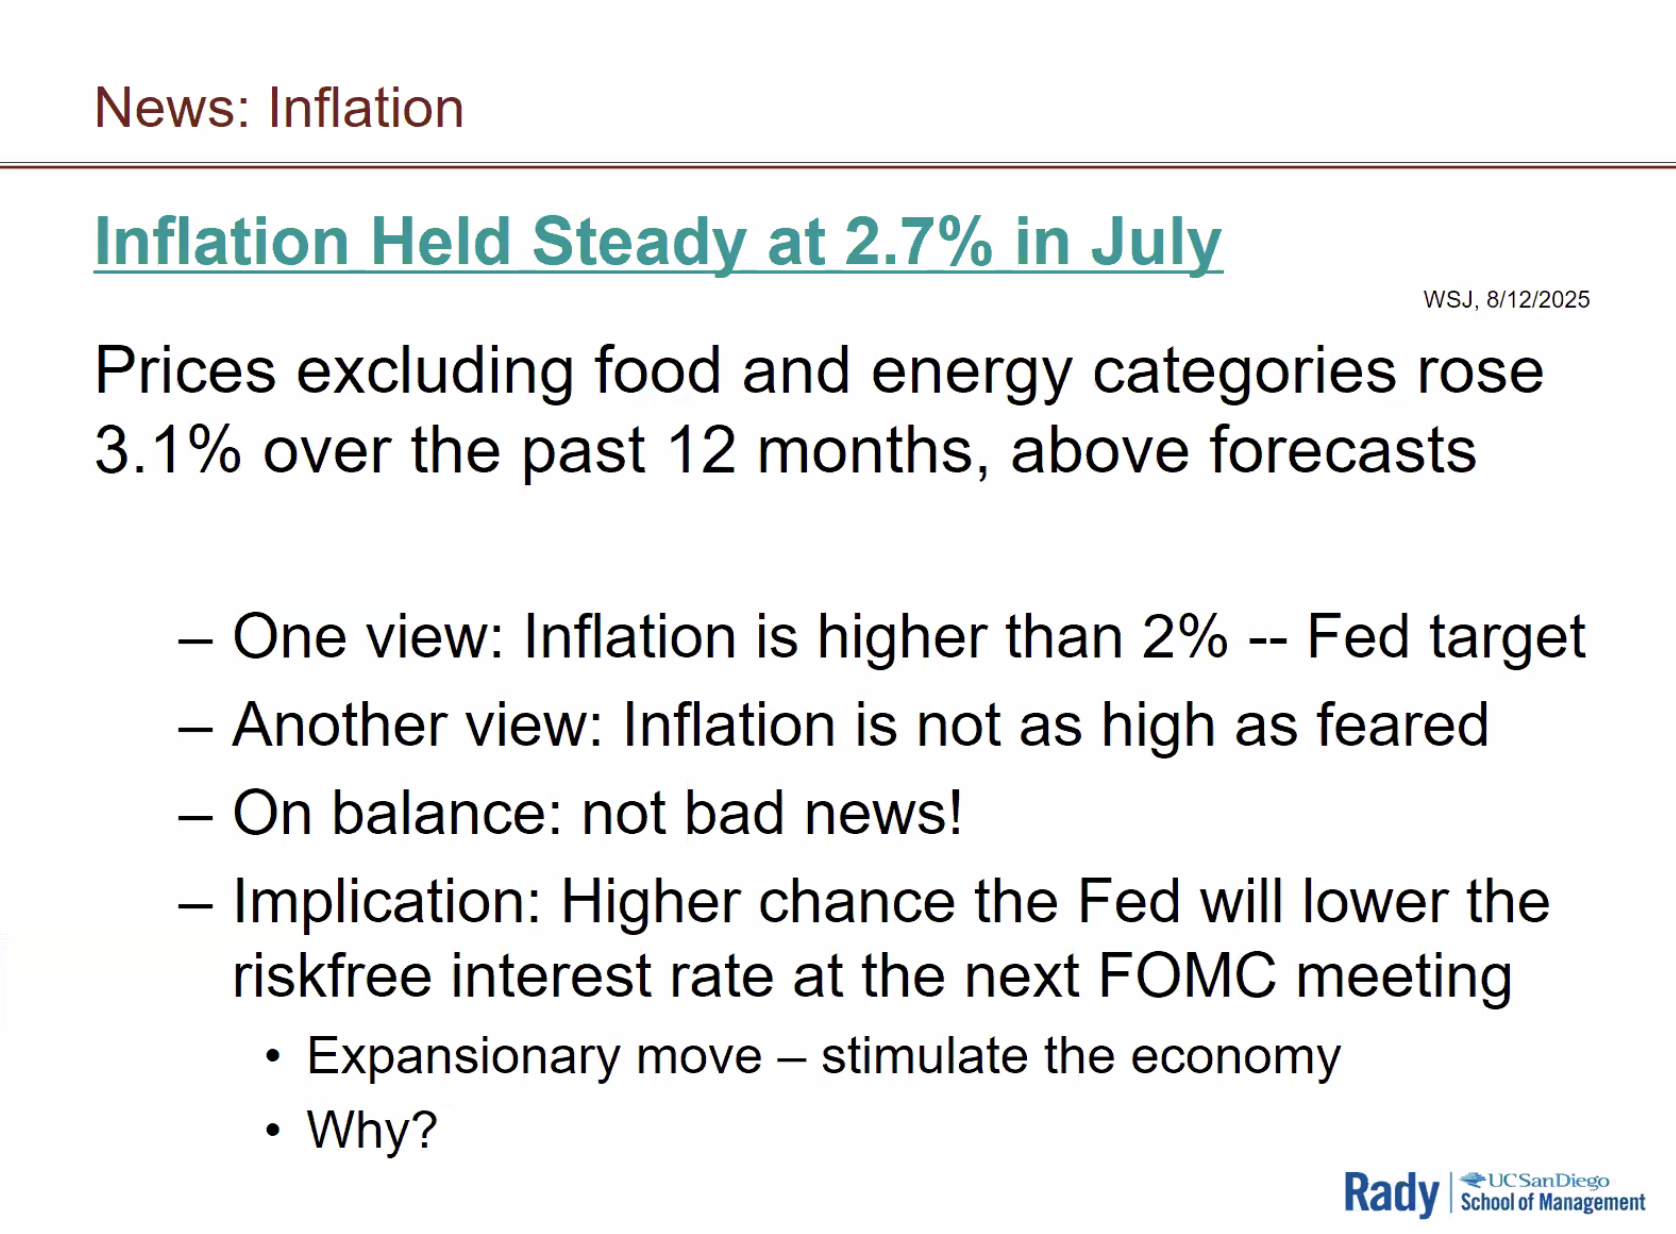 News: Inflation
Inflation Held Steady at 2.7% in July
WSJ, 8/12/2025
Prices excluding food and energy categories rose
3.1% over the past 12 months, above forecasts
– One view: Inflation is higher than 2% -- Fed target
– Another view: Inflation is not as high as feared
– On balance: not bad news!
– Implication: Higher chance the Fed will lower the
riskfree interest rate at the next FOMC meeting
• Expansionary move – stimulate the economy
• Why?
Rady
UC San Diego
School of Management